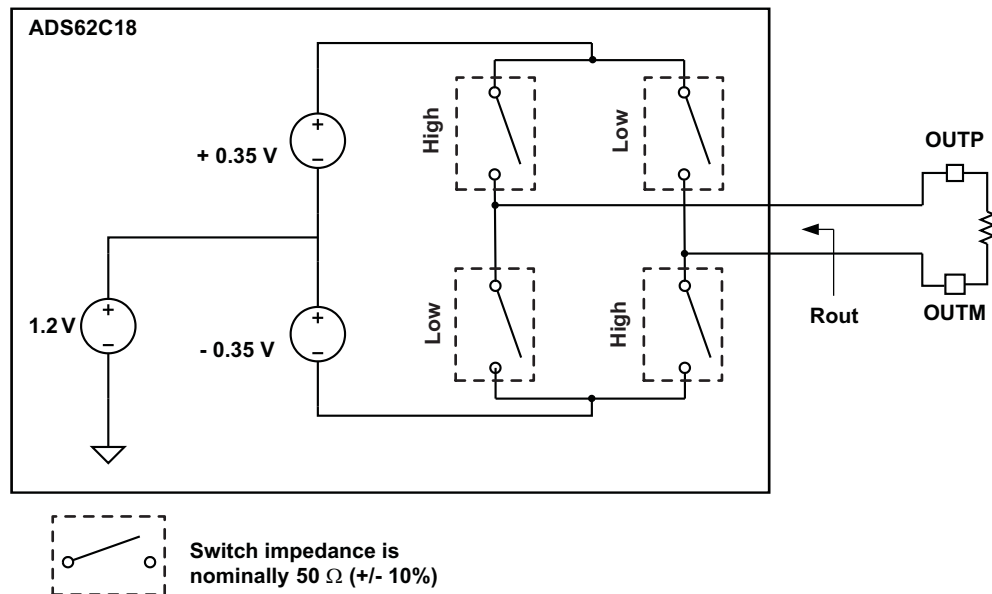 ADS62C18
High
Low
OUTP
+
−
+ 0.35 V
+
−
1.2 V
+
−
- 0.35 V
Low
High
Rout
OUTM
Switch impedance is
nominally 50 Ω (+/- 10%)